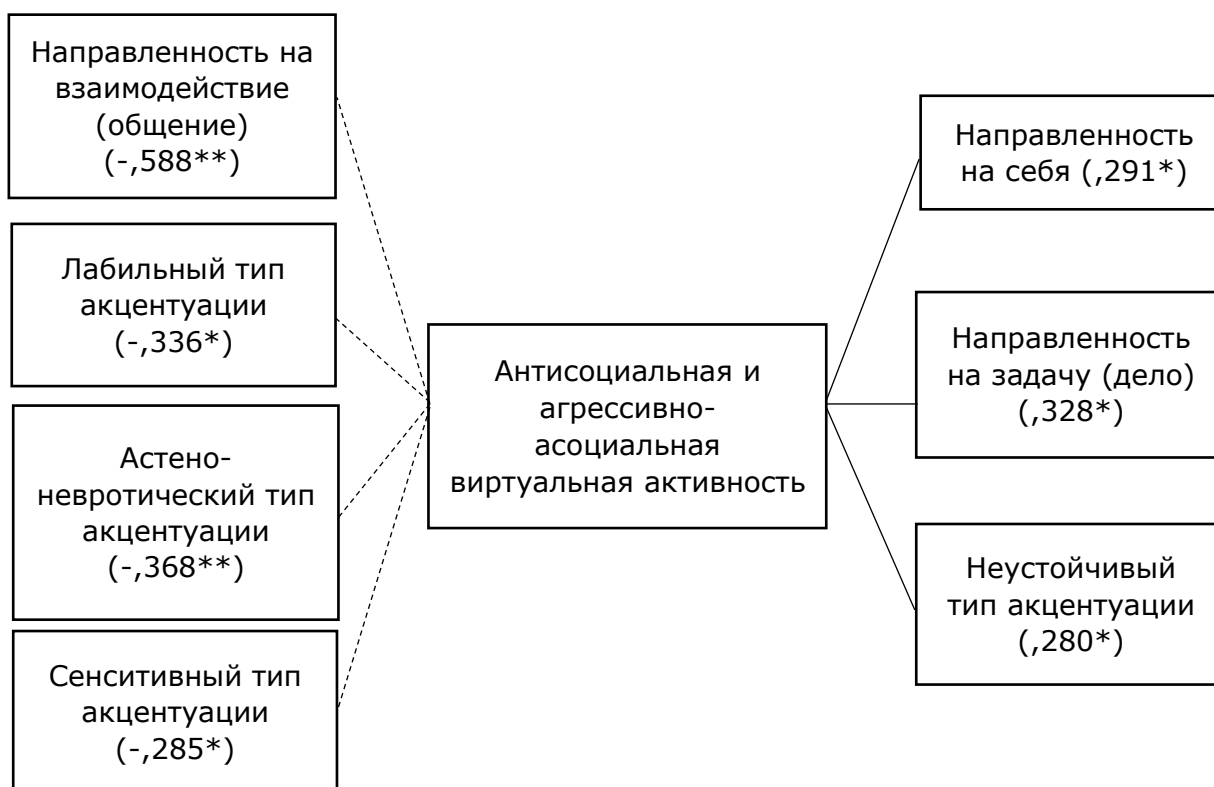 Направленность на
взаимодействие
(общение)
(-,588**)
Лабильный тип
акцентуации
(-,336*)
Астено-
невротический тип
акцентуации
(-,368**)
Сенситивный тип
акцентуации
(-,285*)
Антисоциальная и
агрессивно-
асоциальная
виртуальная активность
Направленность
на себя (,291*)
Направленность
на задачу (дело)
(,328*)
Неустойчивый
тип акцентуации
(,280*)